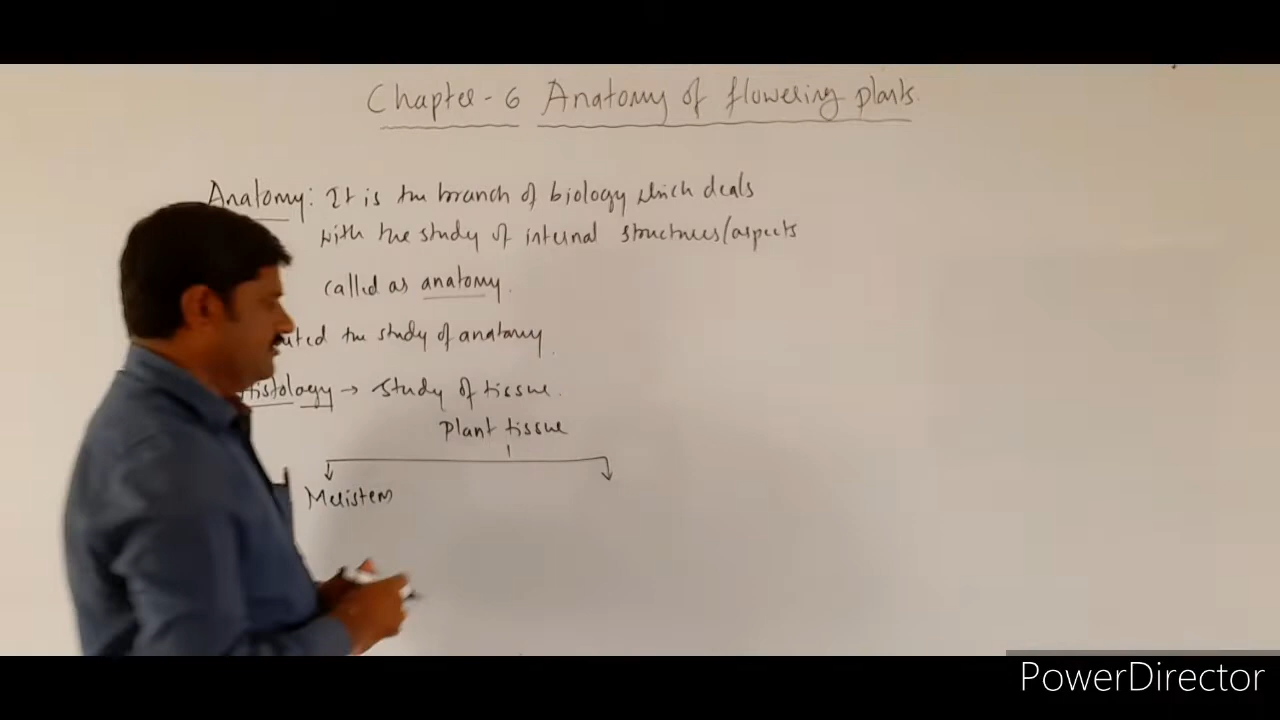 Chapter-6 Anatomy of flowering plants.
Anatomy: It is the branch of biology which deals
with the study of internal structures/aspects
called as anatomy.
the study of anatomy.
Histology → Study of tissue.
Plant tissue
Meristem
PowerDirector